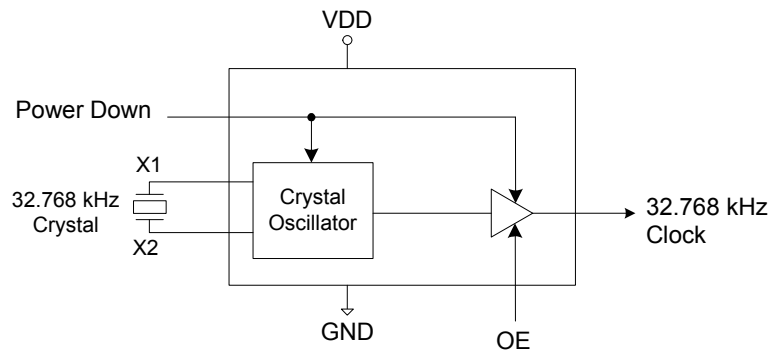 VDD
Power Down
X1
32.768 kHz
Crystal
X2
Crystal
Oscillator
32.768 kHz
Clock
GND
OE